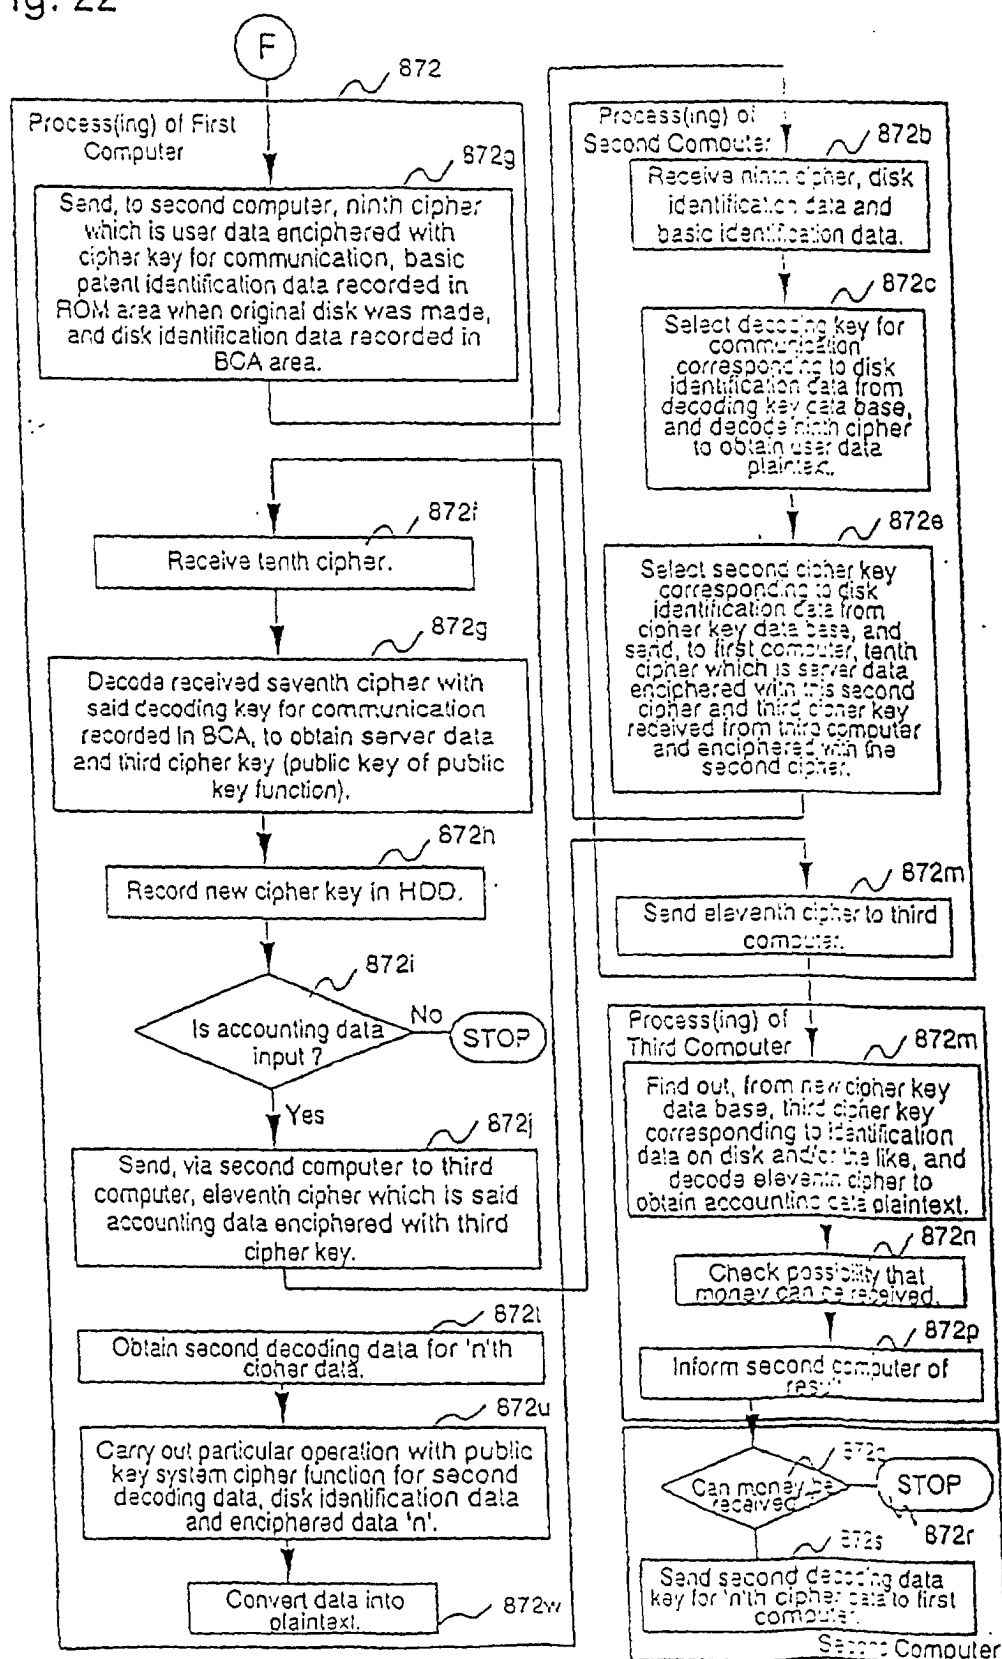 ig. 22
F
872
Process(ing) of First
Computer
872g
Send, to second computer, ninth cipher
which is user data enciphered with
cipher key for communication, basic
patent identification data recorded in
ROM area when original disk was made,
and disk identification data recorded in
BCA area.
872f
Receive tenth cipher.
872g
Decode received seventh cipher with
said decoding key for communication
recorded in BCA, to obtain server data
and third cipher key (public key of public
key function).
872h
Record new cipher key in HDD.
872i
Is accounting data
input ?
No
STOP
Yes
872j
Send, via second computer to third
computer, eleventh cipher which is said
accounting data enciphered with third
cipher key.
872t
Obtain second decoding data for 'n'th
cipher data.
872u
Carry out particular operation with public
key system cipher function for second
decoding data, disk identification data
and enciphered data 'n'.
Convert data into
plaintext.
872w
Process(ing) of
Second Computer
872b
Receive ninth cipher, disk
identification data and
basic identification data.
872c
Select decoding key for
communication
corresponding to disk
identification data from
decoding key data base,
and decode ninth cipher
to obtain user data
plaintext.
872e
Select second cipher key
corresponding to disk
identification data from
cipher key data base, and
send, to first computer, tenth
cipher which is server data
enciphered with this second
cipher and third cipher key
received from third computer
and enciphered with the
second cipher.
872m
Send eleventh cipher to third
computer.
Process(ing) of
Third Computer
872m
Find out, from new cipher key
data base, third cipher key
corresponding to identification
data on disk and/or the like, and
decode eleventh cipher to
obtain accounting data plaintext.
872n
Check possibility that
money can be received.
872p
Inform second computer of
result
872q
Can money be
received
STOP
872r
872s
Send second decoding data
key for 'n'th cipher data to first
computer.
Second Computer